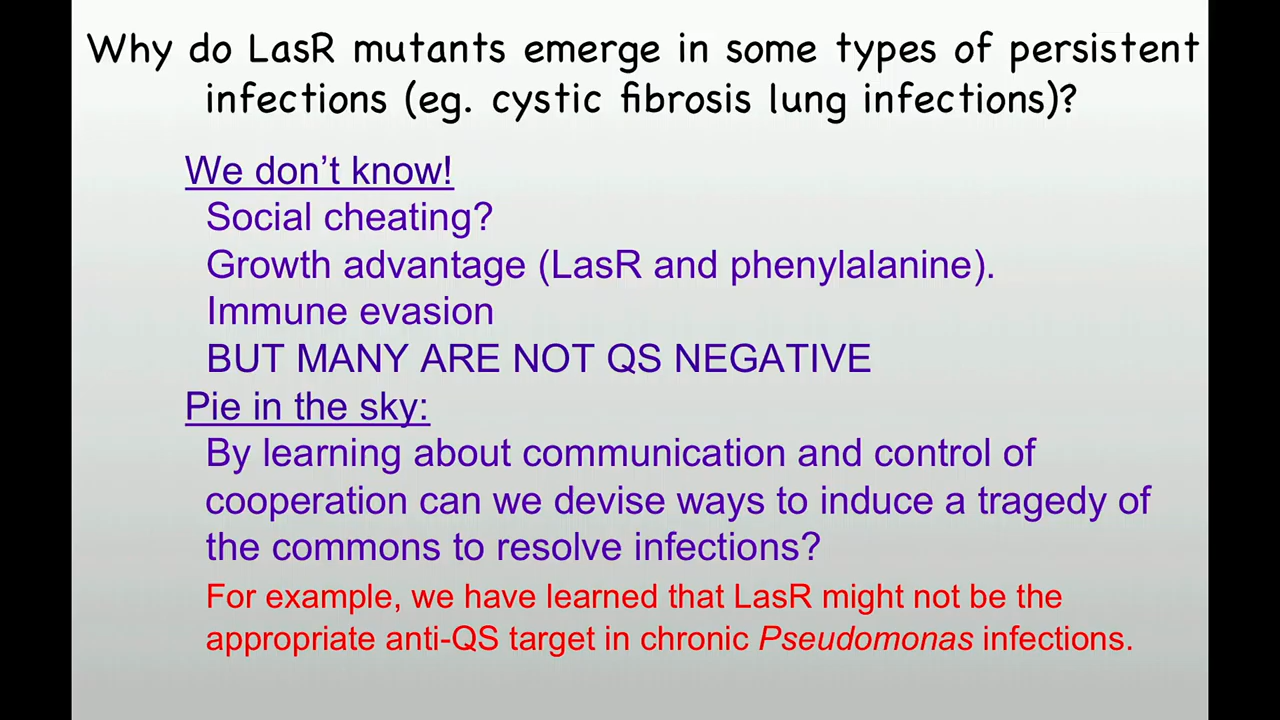 Why do LasR mutants emerge in some types of persistent
infections (eg. cystic fibrosis lung infections)?
We don't know!
Social cheating?
Growth advantage (LasR and phenylalanine).
Immune evasion
BUT MANY ARE NOT QS NEGATIVE
Pie in the sky:
By learning about communication and control of
cooperation can we devise ways to induce a tragedy of
the commons to resolve infections?
For example, we have learned that LasR might not be the
appropriate anti-QS target in chronic Pseudomonas infections.